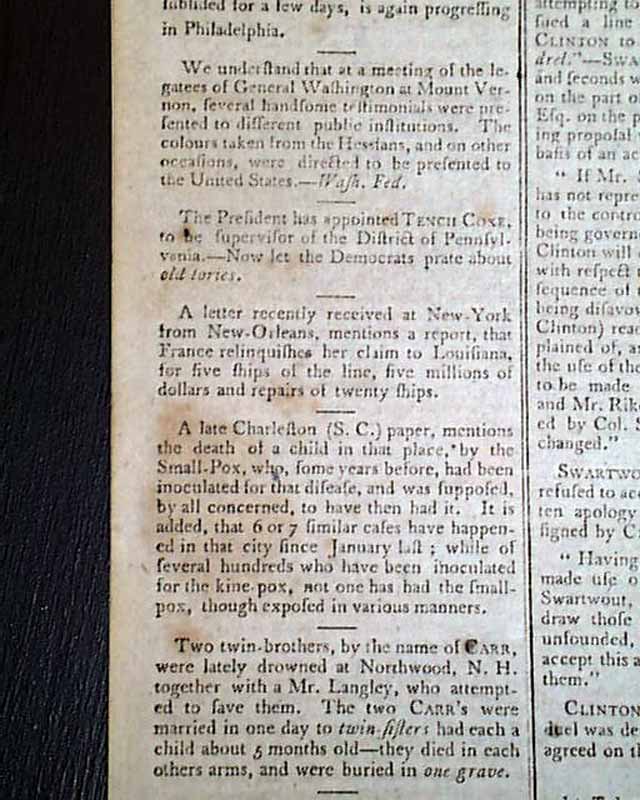 ſubſided for a few days, is again progreſſing
in Philadelphia.
We underſtand that at a meeting of the le-
gatees of General Waſhington at Mount Ver-
non, ſeveral handſome teſtimonials were pre-
ſented to different public inſtitutions. The
colours taken from the Heſſians, and on other
occaſions, were directed to be preſented to
the United States.—Waſh. Fed.
The Preſident has appointed TENCH COXE,
to be ſuperviſor of the Diſtrict of Pennſyl-
vania.—Now let the Democrats prate about
old tories.
A letter recently received at New-York
from New-Orleans, mentions a report, that
France relinquiſhes her claim to Louiſiana,
for five ſhips of the line, five millions of
dollars and repairs of twenty ſhips.
A late Charleſton (S. C.) paper, mentions
the death of a child in that place, by the
Small-Pox, who, ſome years before, had been
inoculated for that diſeaſe, and was ſuppoſed,
by all concerned, to have then had it. It is
added, that 6 or 7 ſimilar caſes have happen-
ed in that city ſince January laſt ; while of
ſeveral hundreds who have been inoculated
for the kine-pox, not one has had the ſmall-
pox, though expoſed in various manners.
Two twin-brothers, by the name of CARR,
were lately drowned at Northwood, N. H.
together with a Mr. Langley, who attempt-
ed to ſave them. The two CARR's were
married in one day to twin-ſiſters had each a
child about 5 months old—they died in each
others arms, and were buried in one grave.
attempting to
ſued a line
CLINTON to
drel."—SWA
and ſeconds w
on the part o
Eſq. on the p
ing propoſal
baſis of an ac
" If Mr. S
has not repre
to the contr
being govern
Clinton will
with reſpect
ſequence of
being diſavow
Clinton) reac
plained of, a
the uſe of the
to be made
and Mr. Rike
ed by Col. S
changed."
SWARTWO
refuſed to acc
ten apology
ſigned by C
" Having
made uſe o
Swartwout,
draw thoſe
unfounded,
accept this a
them."
CLINTON
duel was de
agreed on th